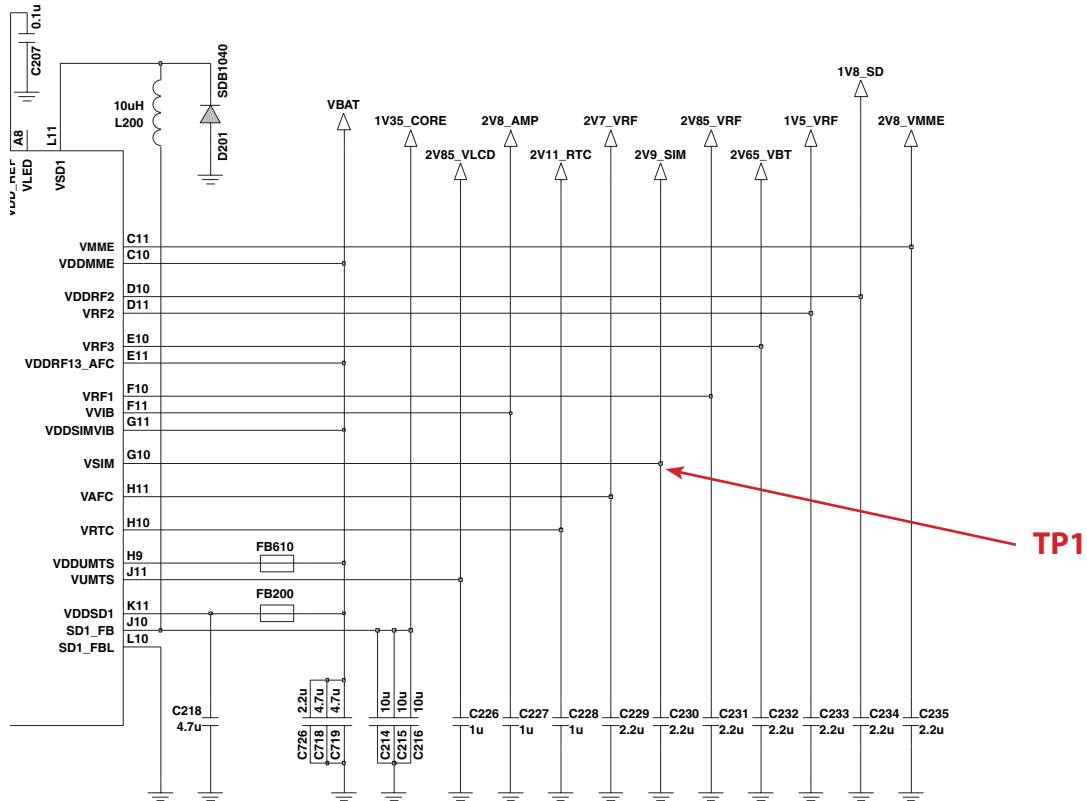 0.1u
C207
SDB1040
D201
10uH
L200
A8
L11
VDD_REF
VLED
VSD1
VBAT
1V35_CORE
2V8_AMP
2V7_VRF
2V85_VRF
1V8_SD
1V5_VRF
2V8_VMME
2V85_VLCD
2V11_RTC
2V9_SIM
2V65_VBT
VMME C11
VDDMME C10
VDDRF2 D10
VRF2 D11
VRF3 E10
VDDRF13_AFC E11
VRF1 F10
VVIB F11
VDDSIMVIB G11
VSIM G10
VAFC H11
VRTC H10
VDDUMTS H9
FB610
VUMTS J11
FB200
VDDSD1 K11
SD1_FB J10
SD1_FBL L10
TP1
C218
4.7u
2.2u
4.7u
4.7u
C726
C718
C719
10u
10u
10u
C214
C215
C216
C226
1u
C227
1u
C228
1u
C229
2.2u
C230
2.2u
C231
2.2u
C232
2.2u
C233
2.2u
C234
2.2u
C235
2.2u